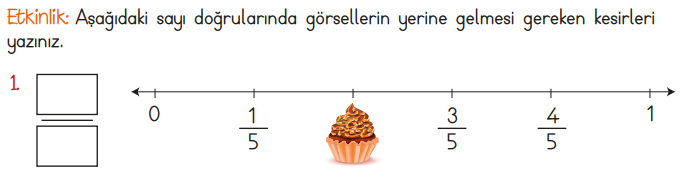 Etkinlik: Aşağıdaki sayı doğrularında görsellerin yerine gelmesi gereken kesirleri
yazınız.
1.
0 1/5 3/5 4/5 1